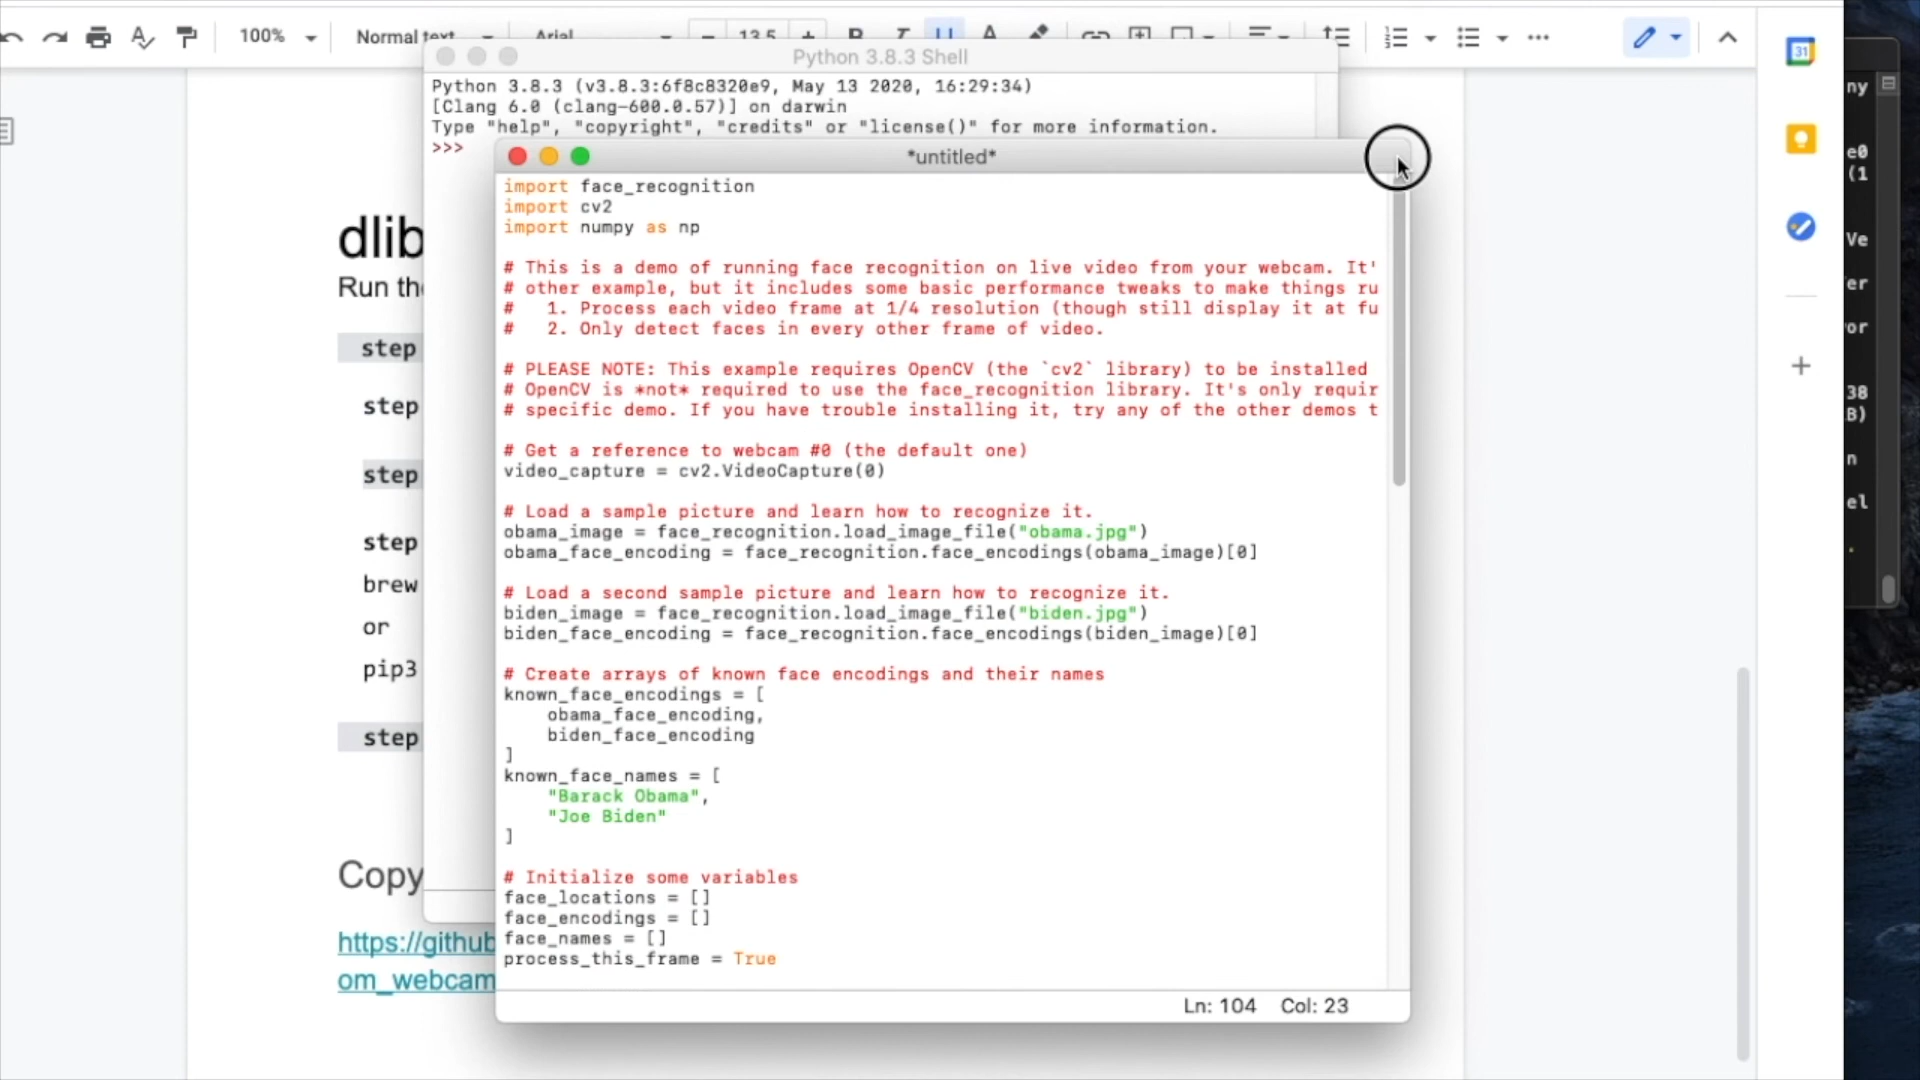 100%
Normal text
Arial
13.5
31
Python 3.8.3 Shell
Python 3.8.3 (v3.8.3:6f8c8320e9, May 13 2020, 16:29:34)
[Clang 6.0 (clang-600.0.57)] on darwin
Type "help", "copyright", "credits" or "license()" for more information.
>>>
*untitled*
import face_recognition
import cv2
import numpy as np
# This is a demo of running face recognition on live video from your webcam. It'
# other example, but it includes some basic performance tweaks to make things ru
#   1. Process each video frame at 1/4 resolution (though still display it at fu
#   2. Only detect faces in every other frame of video.
# PLEASE NOTE: This example requires OpenCV (the `cv2` library) to be installed
# OpenCV is *not* required to use the face_recognition library. It's only requir
# specific demo. If you have trouble installing it, try any of the other demos t
# Get a reference to webcam #0 (the default one)
video_capture = cv2.VideoCapture(0)
# Load a sample picture and learn how to recognize it.
obama_image = face_recognition.load_image_file("obama.jpg")
obama_face_encoding = face_recognition.face_encodings(obama_image)[0]
# Load a second sample picture and learn how to recognize it.
biden_image = face_recognition.load_image_file("biden.jpg")
biden_face_encoding = face_recognition.face_encodings(biden_image)[0]
# Create arrays of known face encodings and their names
known_face_encodings = [
    obama_face_encoding,
    biden_face_encoding
]
known_face_names = [
    "Barack Obama",
    "Joe Biden"
]
# Initialize some variables
face_locations = []
face_encodings = []
face_names = []
process_this_frame = True
Ln: 104 Col: 23
dlib
Run the
step
step
step
step
brew
or
pip3
step
Copy
https://github
om_webcam
ny
e0
(1
Ve
er
or
38
B)
n
el
.